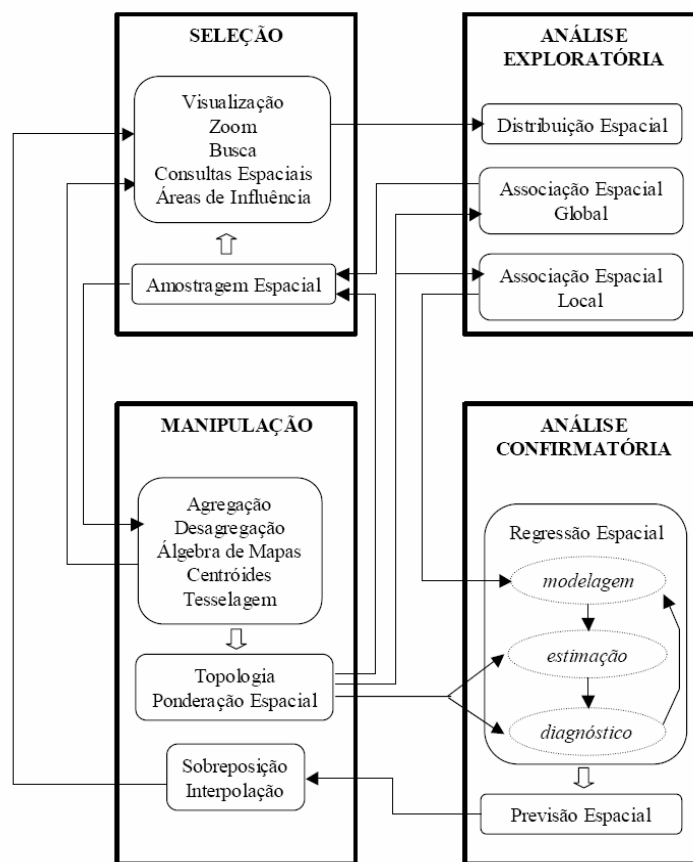 SELEÇÃO
Visualização
Zoom
Busca
Consultas Espaciais
Áreas de Influência
Amostragem Espacial
ANÁLISE
EXPLORATÓRIA
Distribuição Espacial
Associação Espacial
Global
Associação Espacial
Local
MANIPULAÇÃO
Agregação
Desagregação
Álgebra de Mapas
Centróides
Tesselagem
Topologia
Ponderação Espacial
Sobreposição
Interpolação
ANÁLISE
CONFIRMATÓRIA
Regressão Espacial
modelagem
estimação
diagnóstico
Previsão Espacial